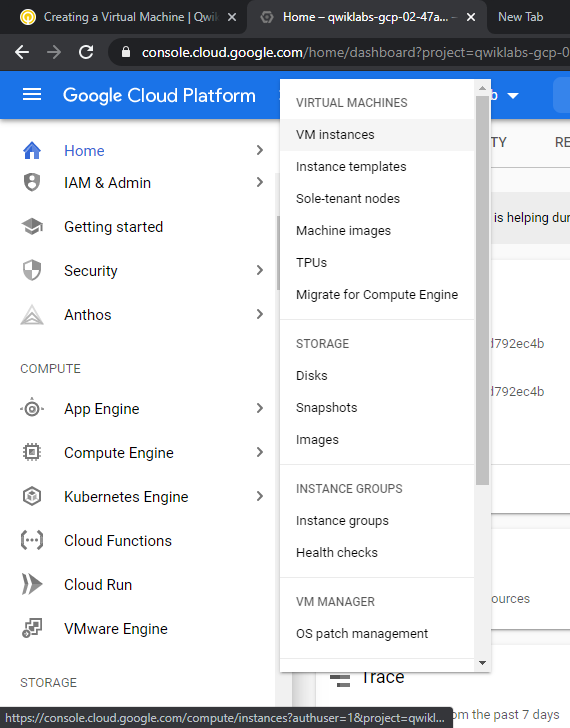 Creating a Virtual Machine | Qwik
Home – qwiklabs-gcp-02-47a...
New Tab
console.cloud.google.com/home/dashboard?project=qwiklabs-gcp-0
Google Cloud Platform
b
Home
IAM & Admin
Getting started
Security
Anthos
COMPUTE
App Engine
Compute Engine
Kubernetes Engine
Cloud Functions
Cloud Run
VMware Engine
STORAGE
VIRTUAL MACHINES
VM instances
Instance templates
Sole-tenant nodes
Machine images
TPUs
Migrate for Compute Engine
STORAGE
Disks
Snapshots
Images
INSTANCE GROUPS
Instance groups
Health checks
VM MANAGER
OS patch management
TY
RE
is helping dur
d792ec4b
d792ec4b
ources
Trace
om the past 7 days
https://console.cloud.google.com/compute/instances?authuser=1&project=qwikl...